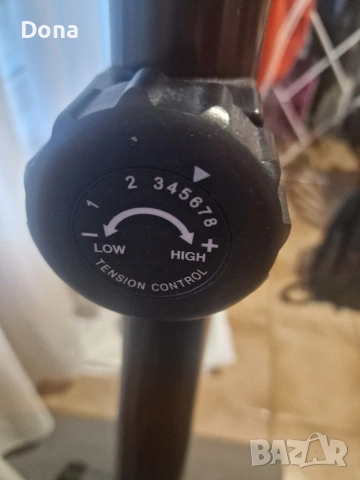 Dona
1 2 345678
− +
LOW HIGH
TENSION CONTROL
BAZAR